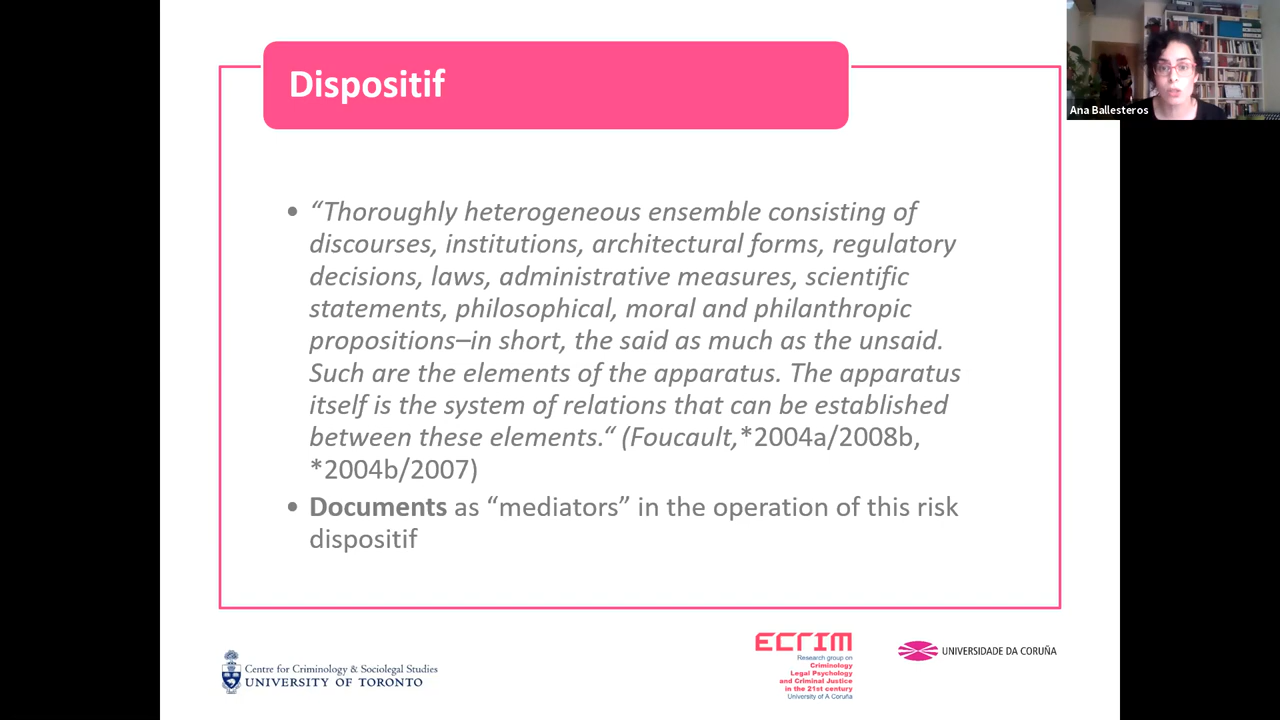 Dispositif
Ana Ballesteros
• “Thoroughly heterogeneous ensemble consisting of
discourses, institutions, architectural forms, regulatory
decisions, laws, administrative measures, scientific
statements, philosophical, moral and philanthropic
propositions–in short, the said as much as the unsaid.
Such are the elements of the apparatus. The apparatus
itself is the system of relations that can be established
between these elements.“ (Foucault,*2004a/2008b,
*2004b/2007)
• Documents as “mediators” in the operation of this risk
dispositif
Centre for Criminology & Sociolegal Studies
UNIVERSITY OF TORONTO
ECRIM
Research group on
Criminology
Legal Psychology
and Criminal Justice
in the 21st century
University of A Coruña
UNIVERSIDADE DA CORUÑA